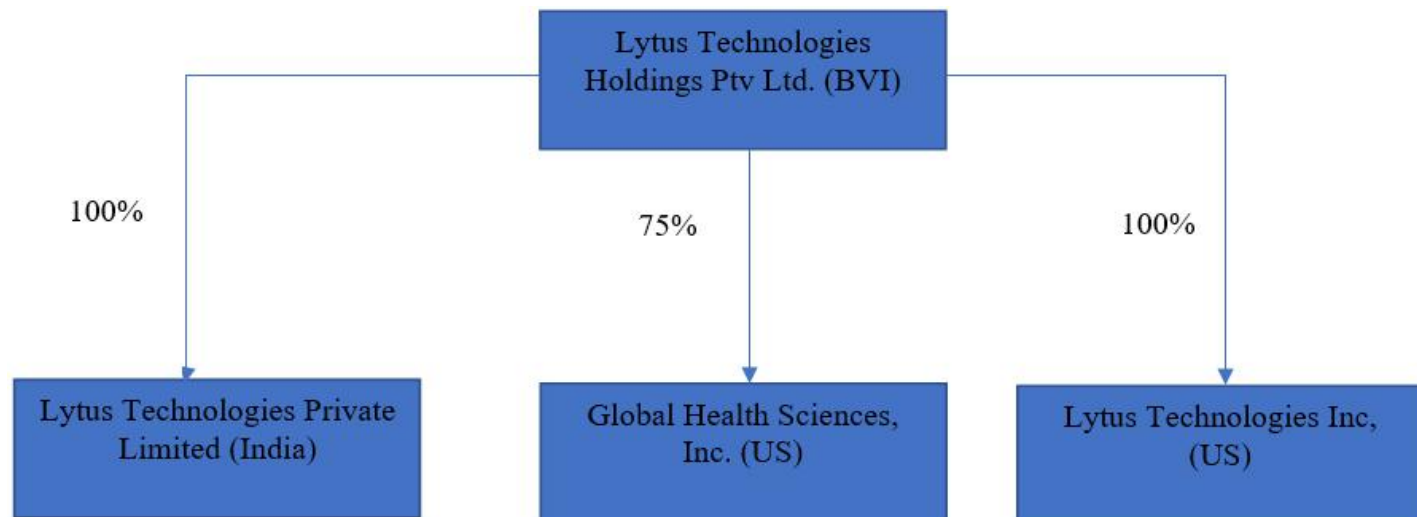 Lytus Technologies
Holdings Ptv Ltd. (BVI)
100%
75%
100%
Lytus Technologies Private
Limited (India)
Global Health Sciences,
Inc. (US)
Lytus Technologies Inc,
(US)